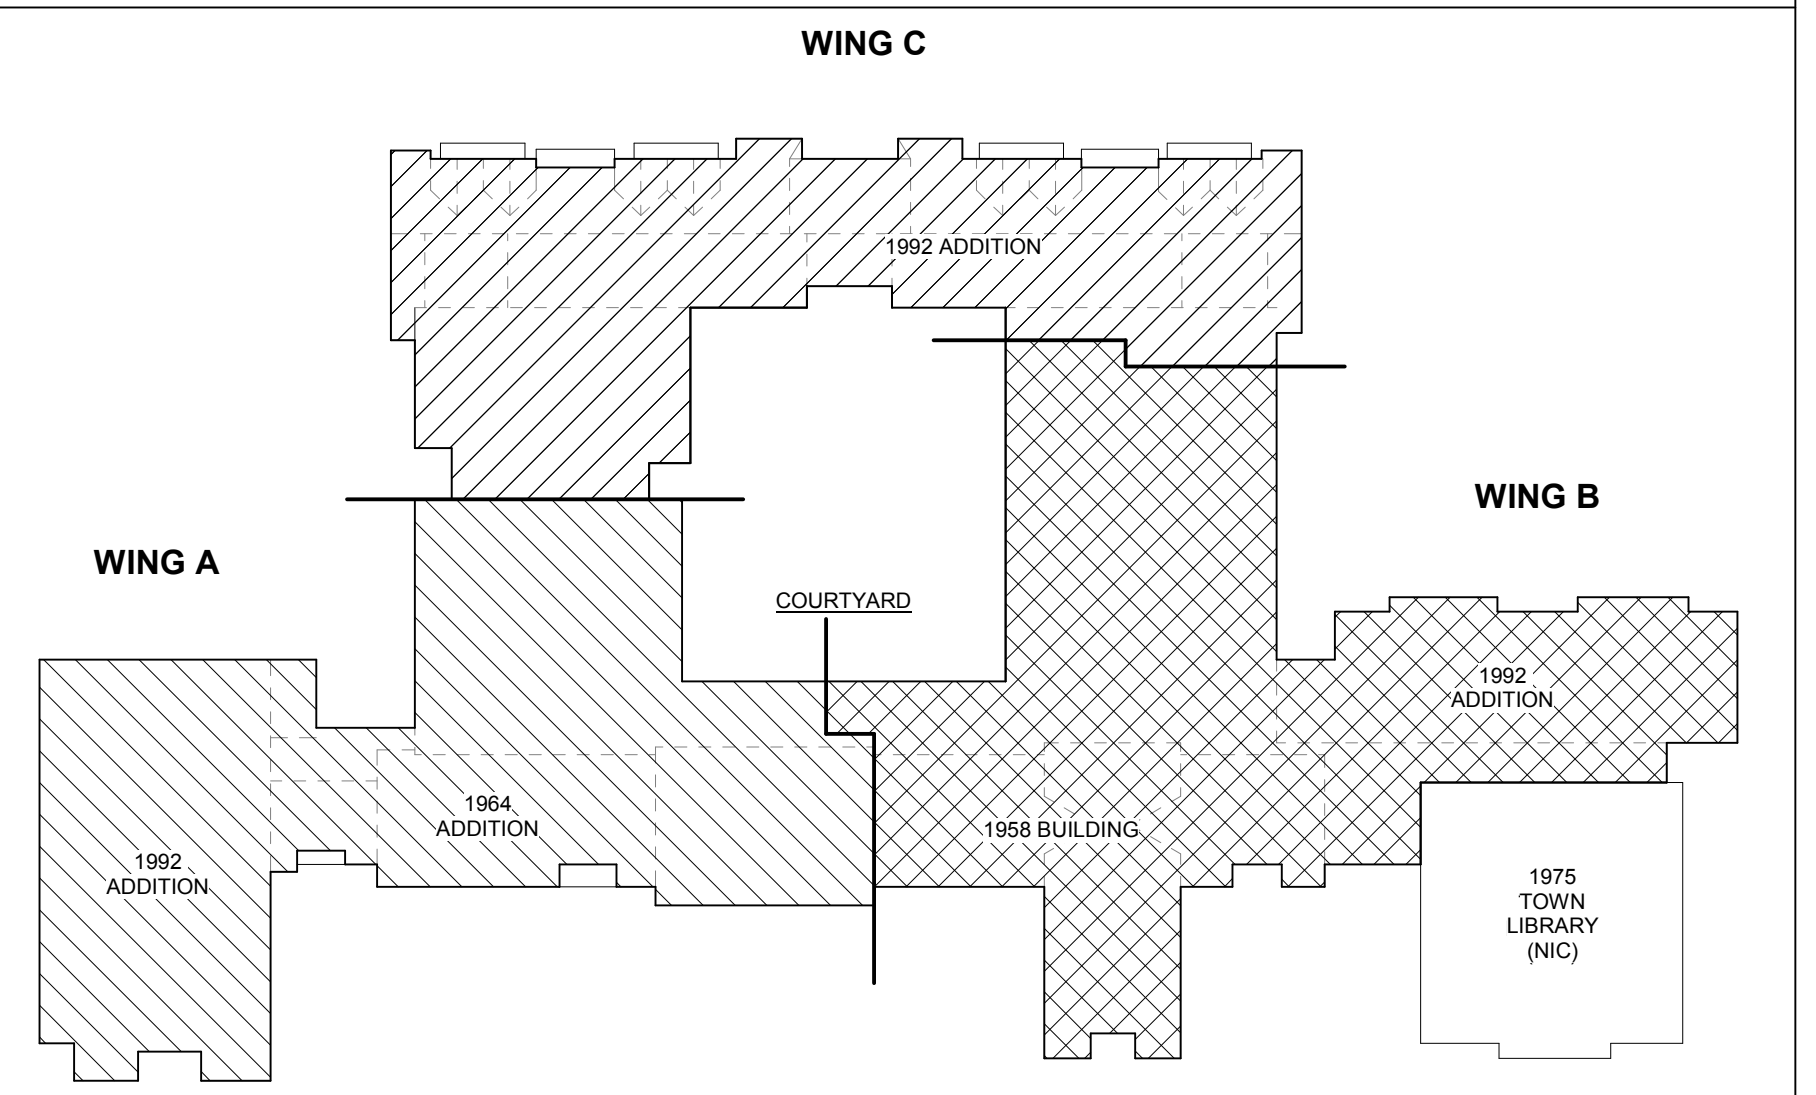 WING C
1992 ADDITION
WING B
WING A
COURTYARD
1992
ADDITION
1964
ADDITION
1958 BUILDING
1992
ADDITION
1975
TOWN
LIBRARY
(NIC)